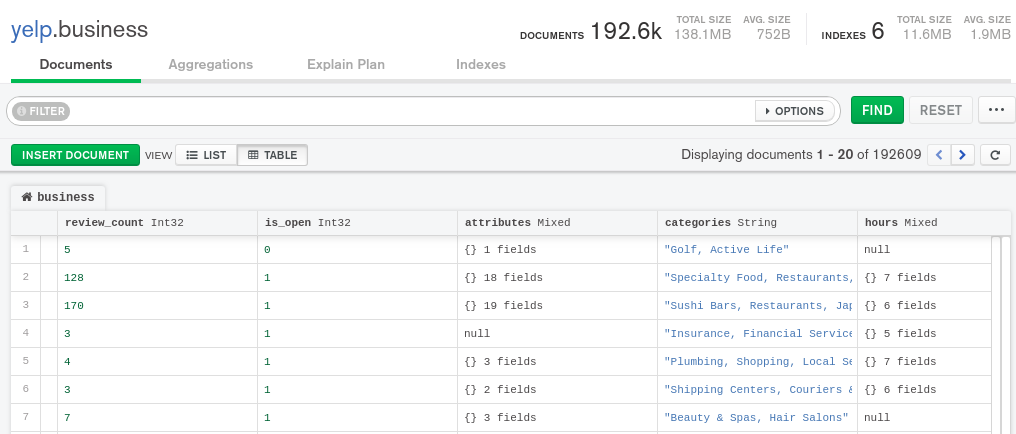 yelp.business
DOCUMENTS 192.6k TOTAL SIZE 138.1MB AVG. SIZE 752B INDEXES 6 TOTAL SIZE 11.6MB AVG. SIZE 1.9MB
Documents Aggregations Explain Plan Indexes
FILTER OPTIONS FIND RESET ...
INSERT DOCUMENT VIEW LIST TABLE Displaying documents 1 - 20 of 192609
business
review_count Int32 is_open Int32 attributes Mixed categories String hours Mixed
1 5 0 {} 1 fields "Golf, Active Life" null
2 128 1 {} 18 fields "Specialty Food, Restaurants, {} 7 fields
3 170 1 {} 19 fields "Sushi Bars, Restaurants, Jap {} 6 fields
4 3 1 null "Insurance, Financial Service {} 5 fields
5 4 1 {} 3 fields "Plumbing, Shopping, Local Se {} 7 fields
6 3 1 {} 2 fields "Shipping Centers, Couriers & {} 6 fields
7 7 1 {} 3 fields "Beauty & Spas, Hair Salons" null